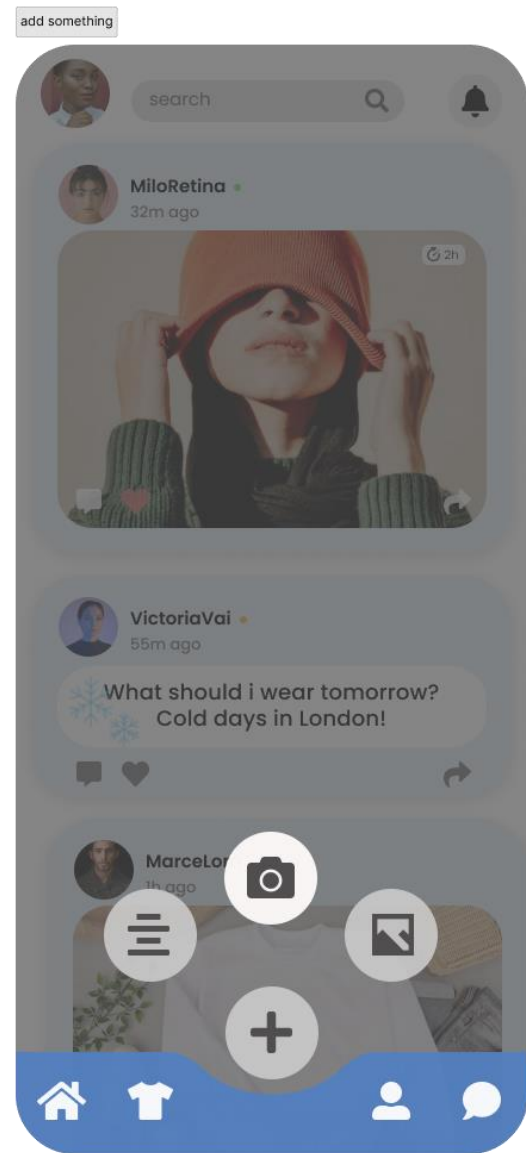 add something
search
MiloRetina
32m ago
2h
VictoriaVai
55m ago
What should i wear tomorrow?
Cold days in London!
MarceLor
1h ago